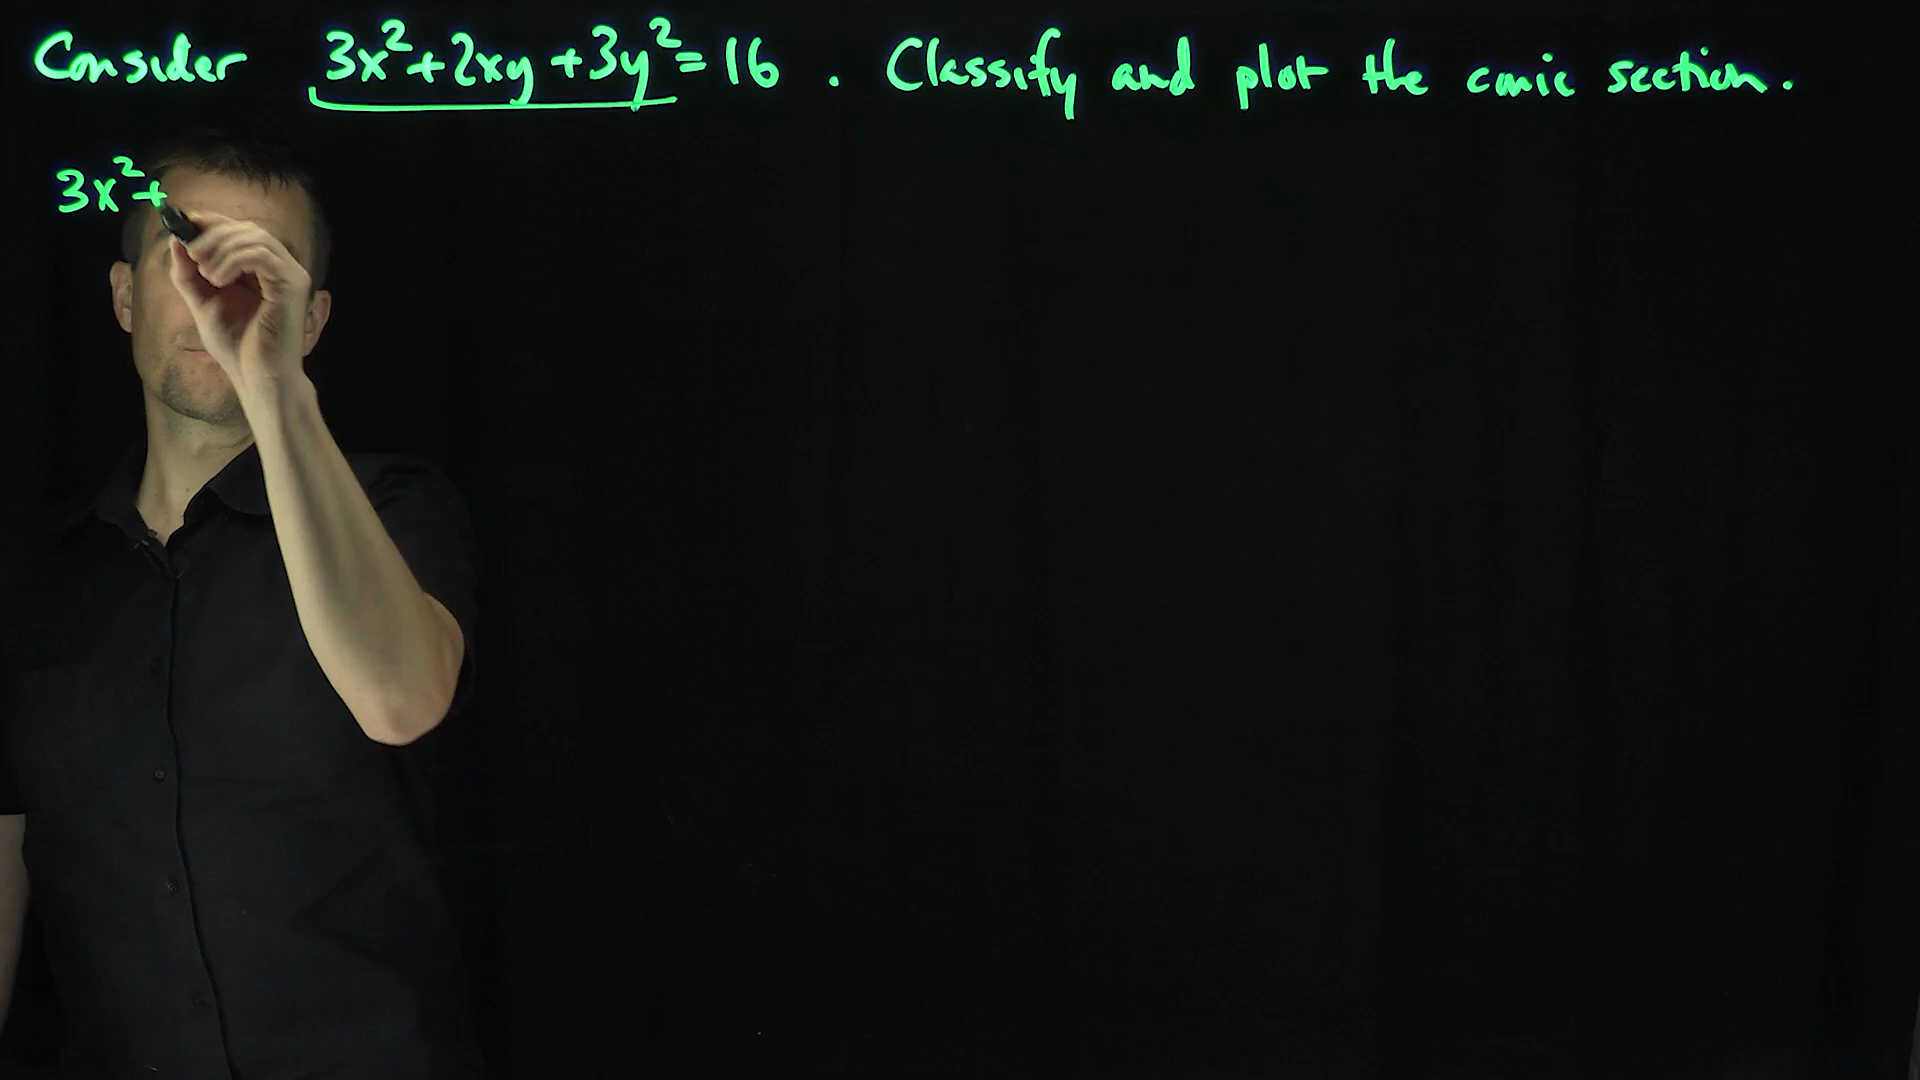 Consider 3x²+2xy+3y²=16. Classify and plot the conic section.
3x²+